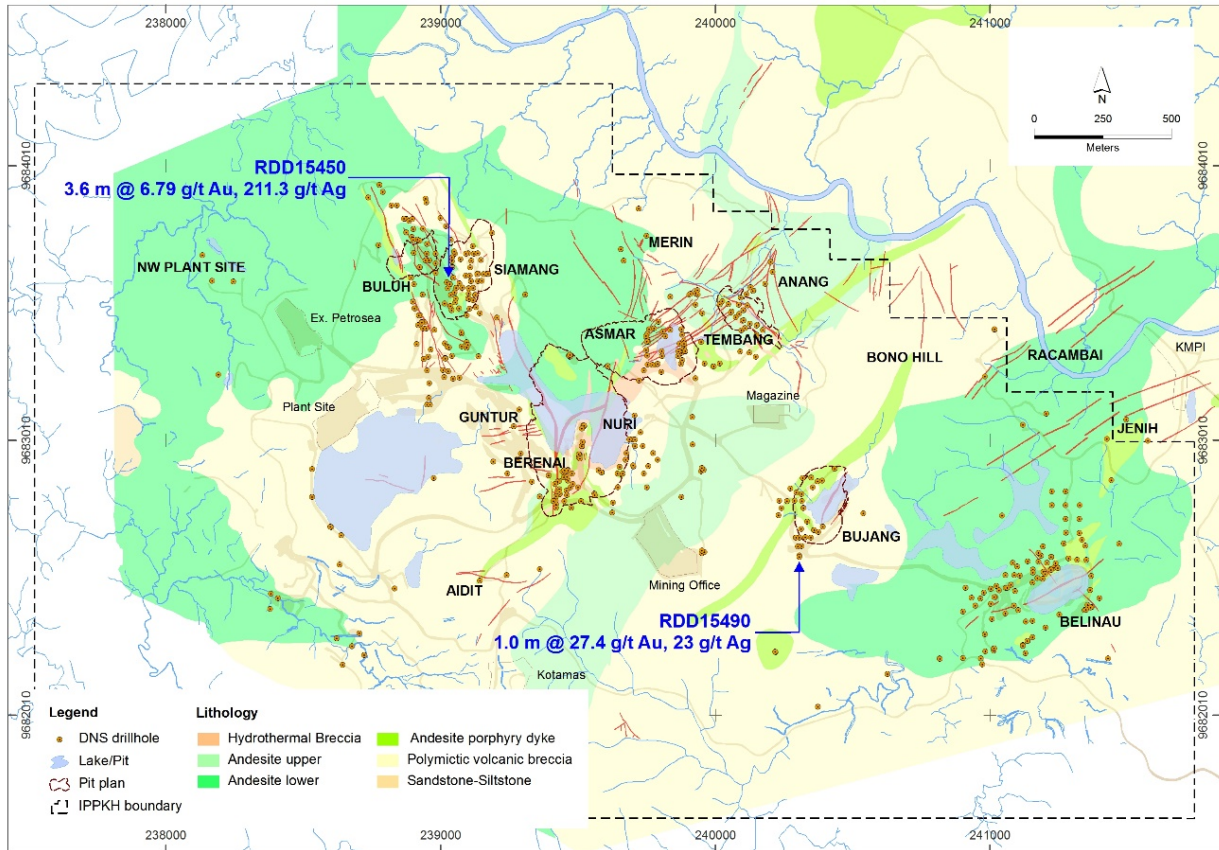 238000
239000
240000
241000
N
0
250
500
Meters
9684010
9684010
RDD15450
3.6 m @ 6.79 g/t Au, 211.3 g/t Ag
MERIN
NW PLANT SITE
SIAMANG
BULUH
ANANG
Ex. Petrosea
ASMAR
TEMBANG
BONO HILL
RACAMBAI
KMPI
Plant Site
Magazine
GUNTUR
NURI
JENIH
9683010
9683010
BERENAI
BUJANG
Mining Office
AIDIT
RDD15490
1.0 m @ 27.4 g/t Au, 23 g/t Ag
BELINAU
Kotamas
9682010
9682010
Legend
DNS drillhole
Lake/Pit
Pit plan
IPPKH boundary
Lithology
Hydrothermal Breccia
Andesite upper
Andesite lower
Andesite porphyry dyke
Polymictic volcanic breccia
Sandstone-Siltstone
238000
239000
240000
241000